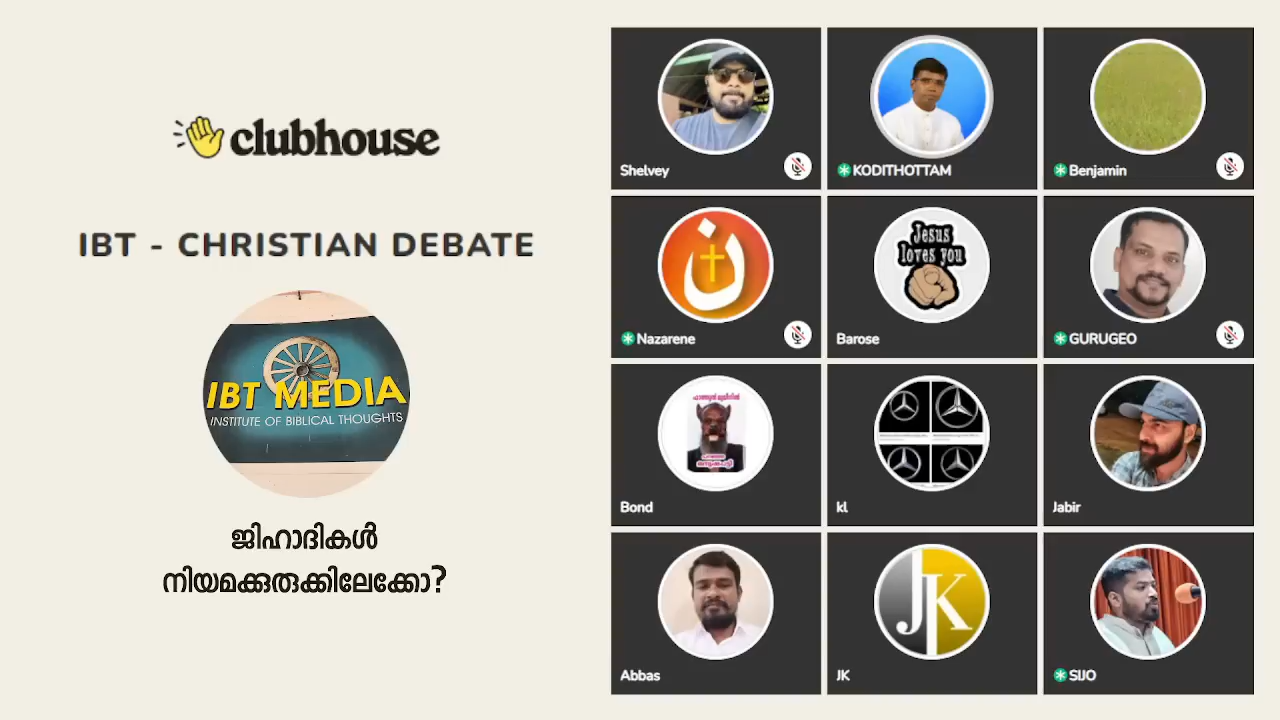 clubhouse
IBT - CHRISTIAN DEBATE
IBT MEDIA
INSTITUTE OF BIBLICAL THOUGHTS
ജിഹാദികൾ
നിയമക്കുരുക്കിലേക്കോ?
Shelvey
KODITHOTTAM
Benjamin
ن
Nazarene
Jesus
loves you
Barose
GURUGEO
Bond
kl
Jabir
Abbas
JK
JK
SIJO